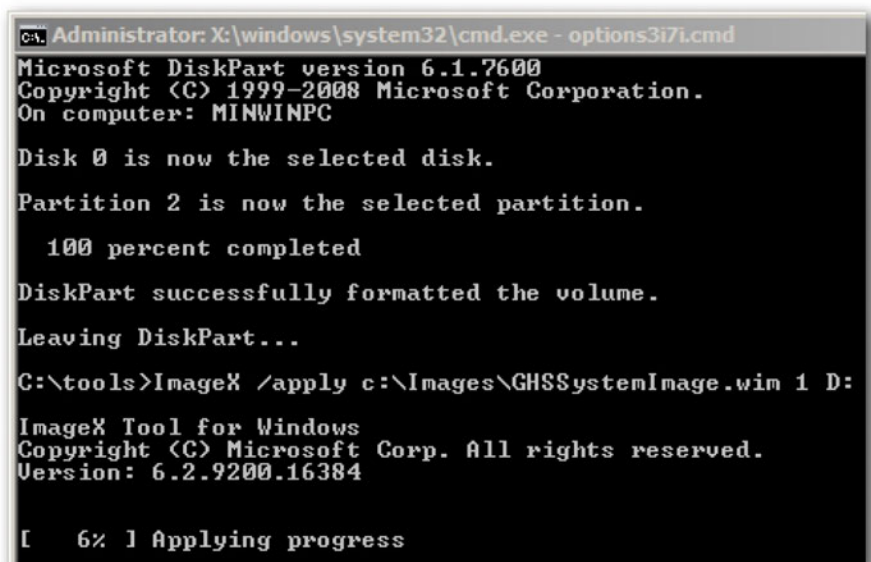 Administrator: X:\windows\system32\cmd.exe - options3i7i.cmd
Microsoft DiskPart version 6.1.7600
Copyright (C) 1999-2008 Microsoft Corporation.
On computer: MINWINPC
Disk 0 is now the selected disk.
Partition 2 is now the selected partition.
100 percent completed
DiskPart successfully formatted the volume.
Leaving DiskPart...
C:\tools>ImageX /apply c:\Images\GHSSystemImage.wim 1 D:
ImageX Tool for Windows
Copyright (C) Microsoft Corp. All rights reserved.
Version: 6.2.9200.16384
[   6% ] Applying progress